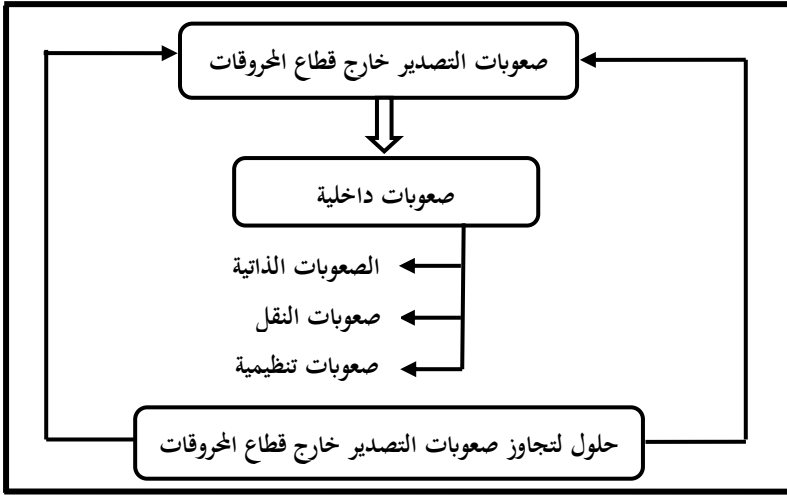 صعوبات التصدير خارج قطاع المحروقات
صعوبات داخلية
الصعوبات الذاتية
صعوبات النقل
صعوبات تنظيمية
حلول لتجاوز صعوبات التصدير خارج قطاع المحروقات